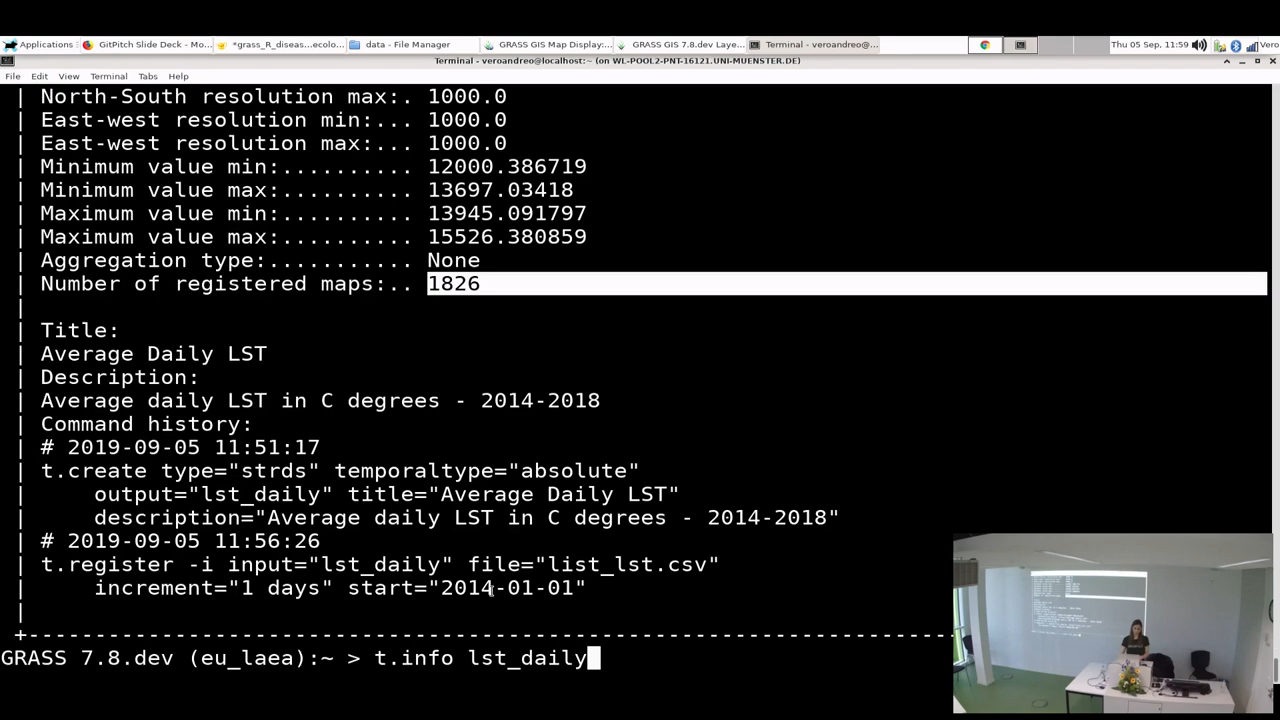 Applications
GitPitch Slide Deck - Mo...
*grass_R_diseas...ecolo...
data - File Manager
GRASS GIS Map Display:...
GRASS GIS 7.8.dev Laye...
Terminal - veroandreo@...
Thu 05 Sep, 11:59
Vero
Terminal - veroandreo@localhost:~ (on WL-POOL2-PNT-16121.UNI-MUENSTER.DE)
File Edit View Terminal Tabs Help
| North-South resolution max:. 1000.0
| East-west resolution min:... 1000.0
| East-west resolution max:... 1000.0
| Minimum value min:.......... 12000.386719
| Minimum value max:.......... 13697.03418
| Maximum value min:.......... 13945.091797
| Maximum value max:.......... 15526.380859
| Aggregation type:........... None
| Number of registered maps:.. 1826
|
| Title:
| Average Daily LST
| Description:
| Average daily LST in C degrees - 2014-2018
| Command history:
| # 2019-09-05 11:51:17
| t.create type="strds" temporaltype="absolute"
|     output="lst_daily" title="Average Daily LST"
|     description="Average daily LST in C degrees - 2014-2018"
| # 2019-09-05 11:56:26
| t.register -i input="lst_daily" file="list_lst.csv"
|     increment="1 days" start="2014-01-01"
|
+----------------------------------------------------------------------
GRASS 7.8.dev (eu_laea):~ > t.info lst_daily